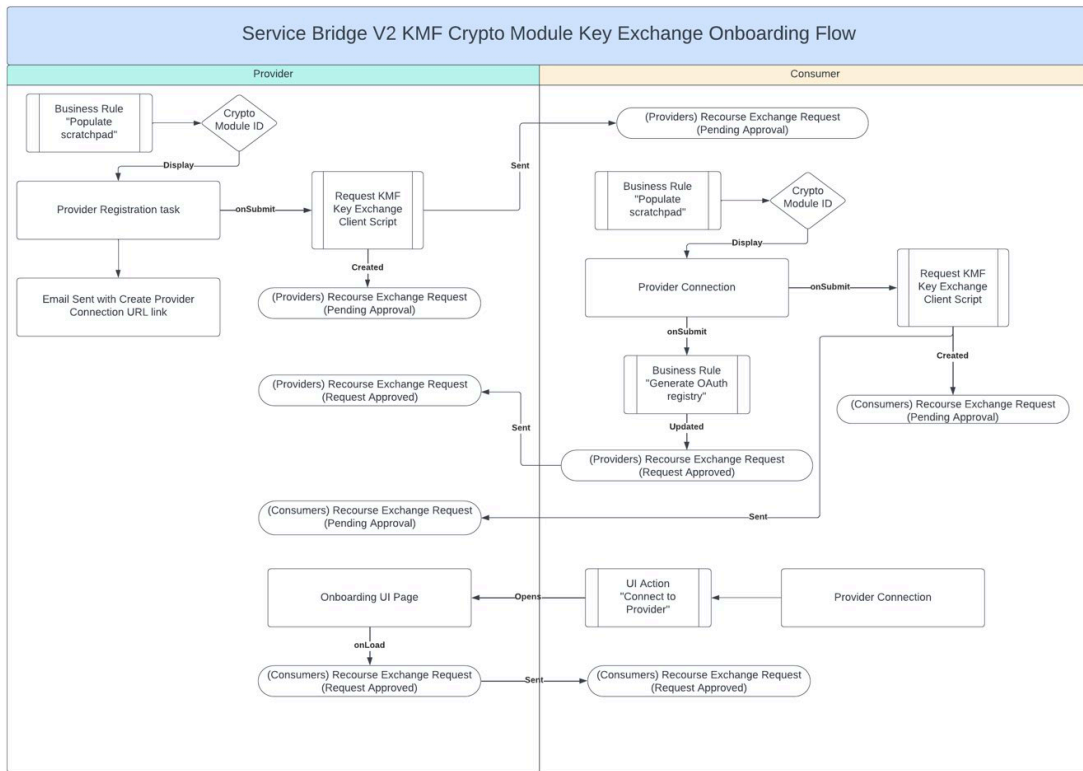 Service Bridge V2 KMF Crypto Module Key Exchange Onboarding Flow
Provider
Consumer
Business Rule
"Populate
scratchpad"
Crypto
Module ID
Display
Provider Registration task
onSubmit
Request KMF
Key Exchange
Client Script
Sent
(Providers) Recourse Exchange Request
(Pending Approval)
Created
(Providers) Recourse Exchange Request
(Pending Approval)
Email Sent with Create Provider
Connection URL link
Business Rule
"Populate
scratchpad"
Crypto
Module ID
Display
Provider Connection
onSubmit
Request KMF
Key Exchange
Client Script
Created
(Consumers) Recourse Exchange Request
(Pending Approval)
onSubmit
Business Rule
"Generate OAuth
registry"
Updated
(Providers) Recourse Exchange Request
(Request Approved)
Sent
(Providers) Recourse Exchange Request
(Request Approved)
Sent
(Consumers) Recourse Exchange Request
(Pending Approval)
Provider Connection
UI Action
"Connect to
Provider"
Opens
Onboarding UI Page
onLoad
(Consumers) Recourse Exchange Request
(Request Approved)
Sent
(Consumers) Recourse Exchange Request
(Request Approved)